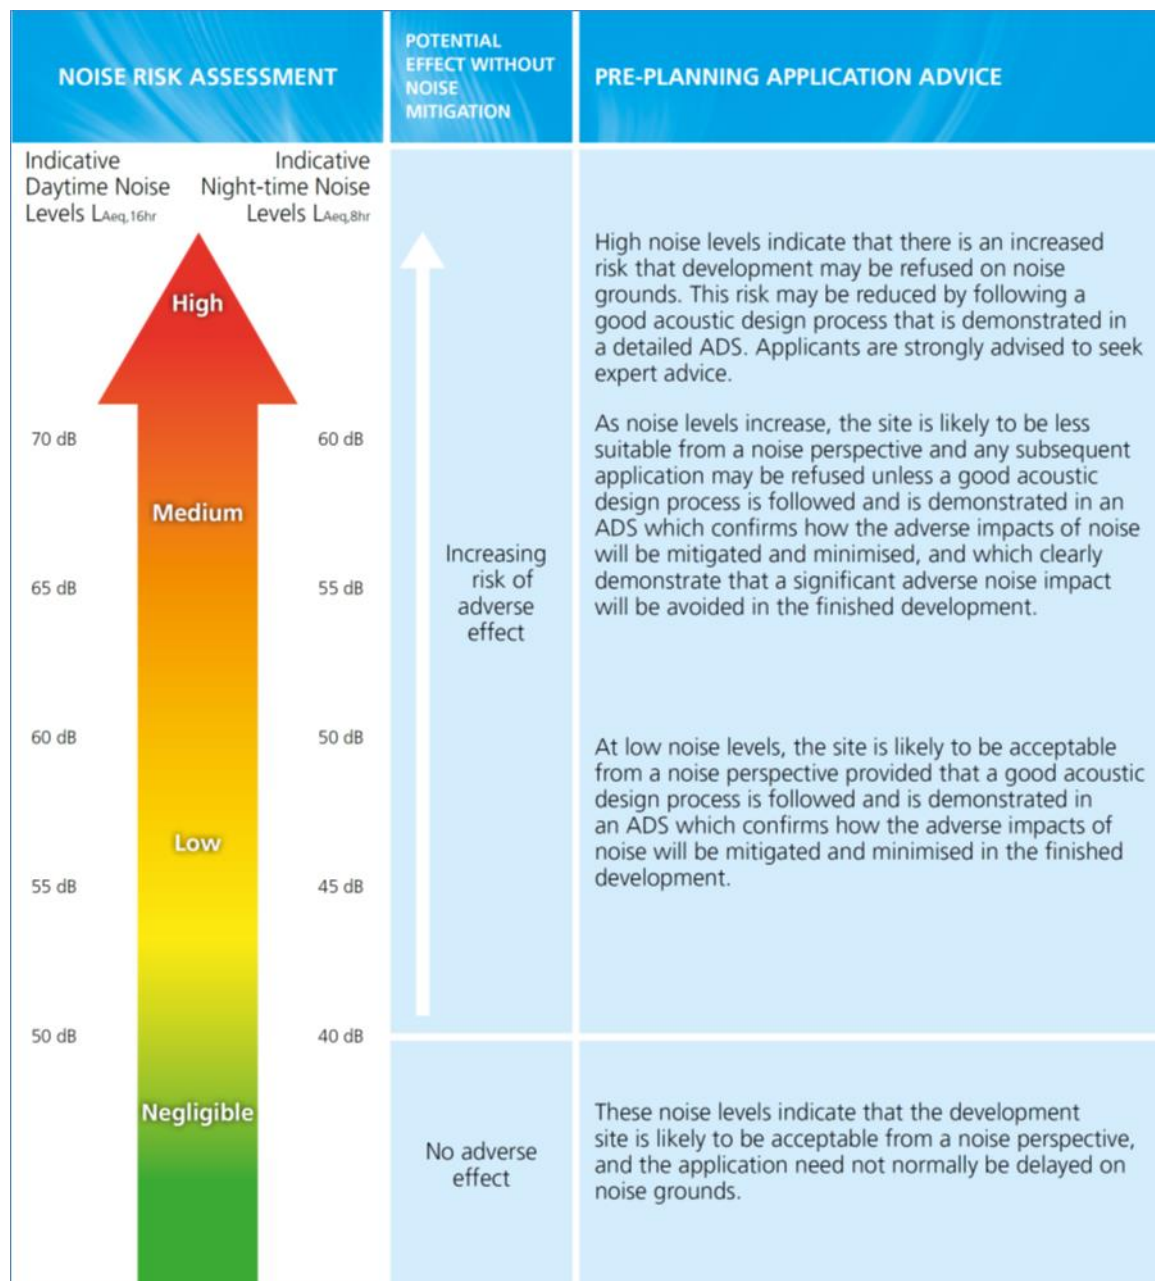 NOISE RISK ASSESSMENT
POTENTIAL
EFFECT WITHOUT
NOISE
MITIGATION
PRE-PLANNING APPLICATION ADVICE
Indicative
Daytime Noise
Levels LAeq,16hr
Indicative
Night-time Noise
Levels LAeq,8hr
High
70 dB
60 dB
Medium
65 dB
55 dB
60 dB
50 dB
Low
55 dB
45 dB
50 dB
40 dB
Negligible
Increasing
risk of
adverse
effect
No adverse
effect
High noise levels indicate that there is an increased
risk that development may be refused on noise
grounds. This risk may be reduced by following a
good acoustic design process that is demonstrated in
a detailed ADS. Applicants are strongly advised to seek
expert advice.
As noise levels increase, the site is likely to be less
suitable from a noise perspective and any subsequent
application may be refused unless a good acoustic
design process is followed and is demonstrated in an
ADS which confirms how the adverse impacts of noise
will be mitigated and minimised, and which clearly
demonstrate that a significant adverse noise impact
will be avoided in the finished development.
At low noise levels, the site is likely to be acceptable
from a noise perspective provided that a good acoustic
design process is followed and is demonstrated in
an ADS which confirms how the adverse impacts of
noise will be mitigated and minimised in the finished
development.
These noise levels indicate that the development
site is likely to be acceptable from a noise perspective,
and the application need not normally be delayed on
noise grounds.